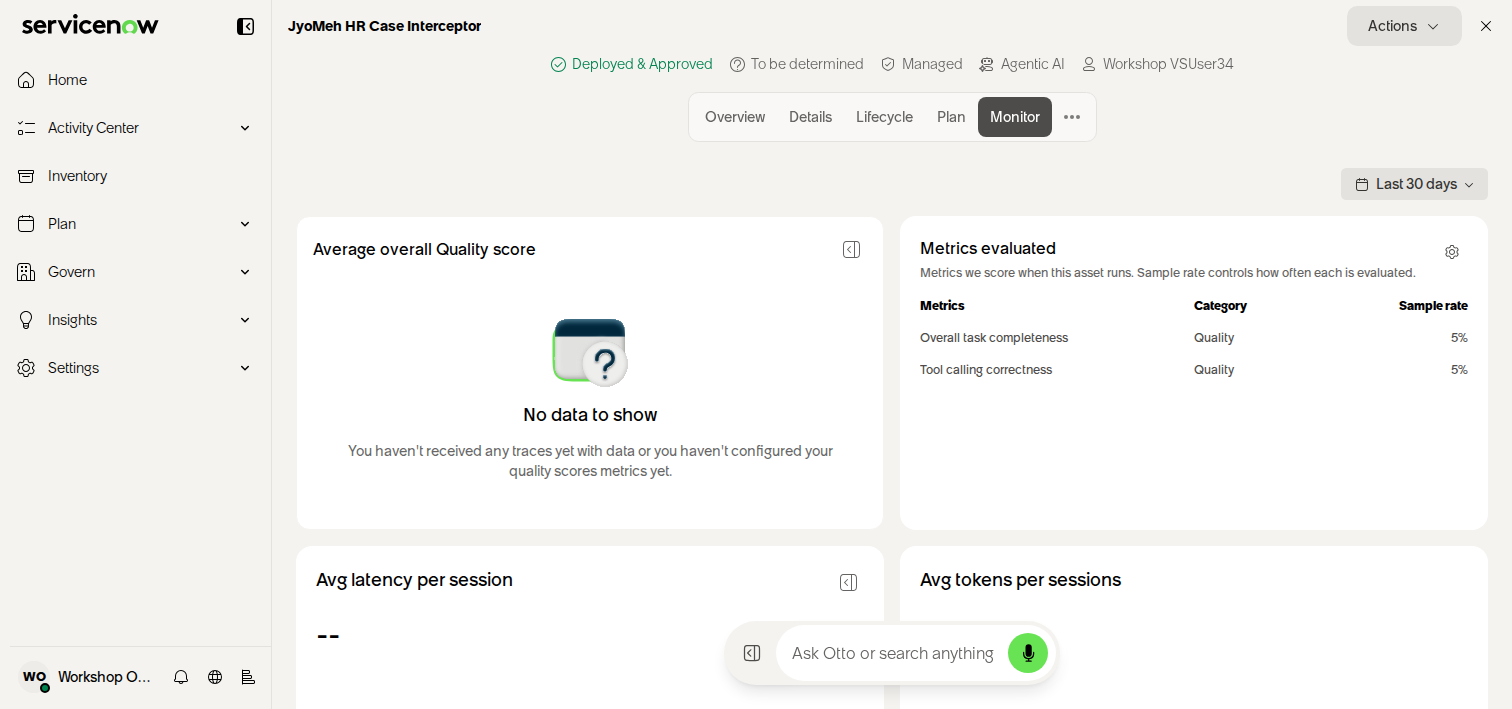 servicenow
JyoMeh HR Case Interceptor
Actions
Deployed & Approved
To be determined
Managed
Agentic AI
Workshop VSUser34
Home
Activity Center
Inventory
Plan
Govern
Insights
Settings
Overview
Details
Lifecycle
Plan
Monitor
Last 30 days
Average overall Quality score
?
No data to show
You haven't received any traces yet with data or you haven't configured your
quality scores metrics yet.
Metrics evaluated
Metrics we score when this asset runs. Sample rate controls how often each is evaluated.
Metrics Category Sample rate
Overall task completeness Quality 5%
Tool calling correctness Quality 5%
Avg latency per session
--
Avg tokens per sessions
Ask Otto or search anything
WO
Workshop O...